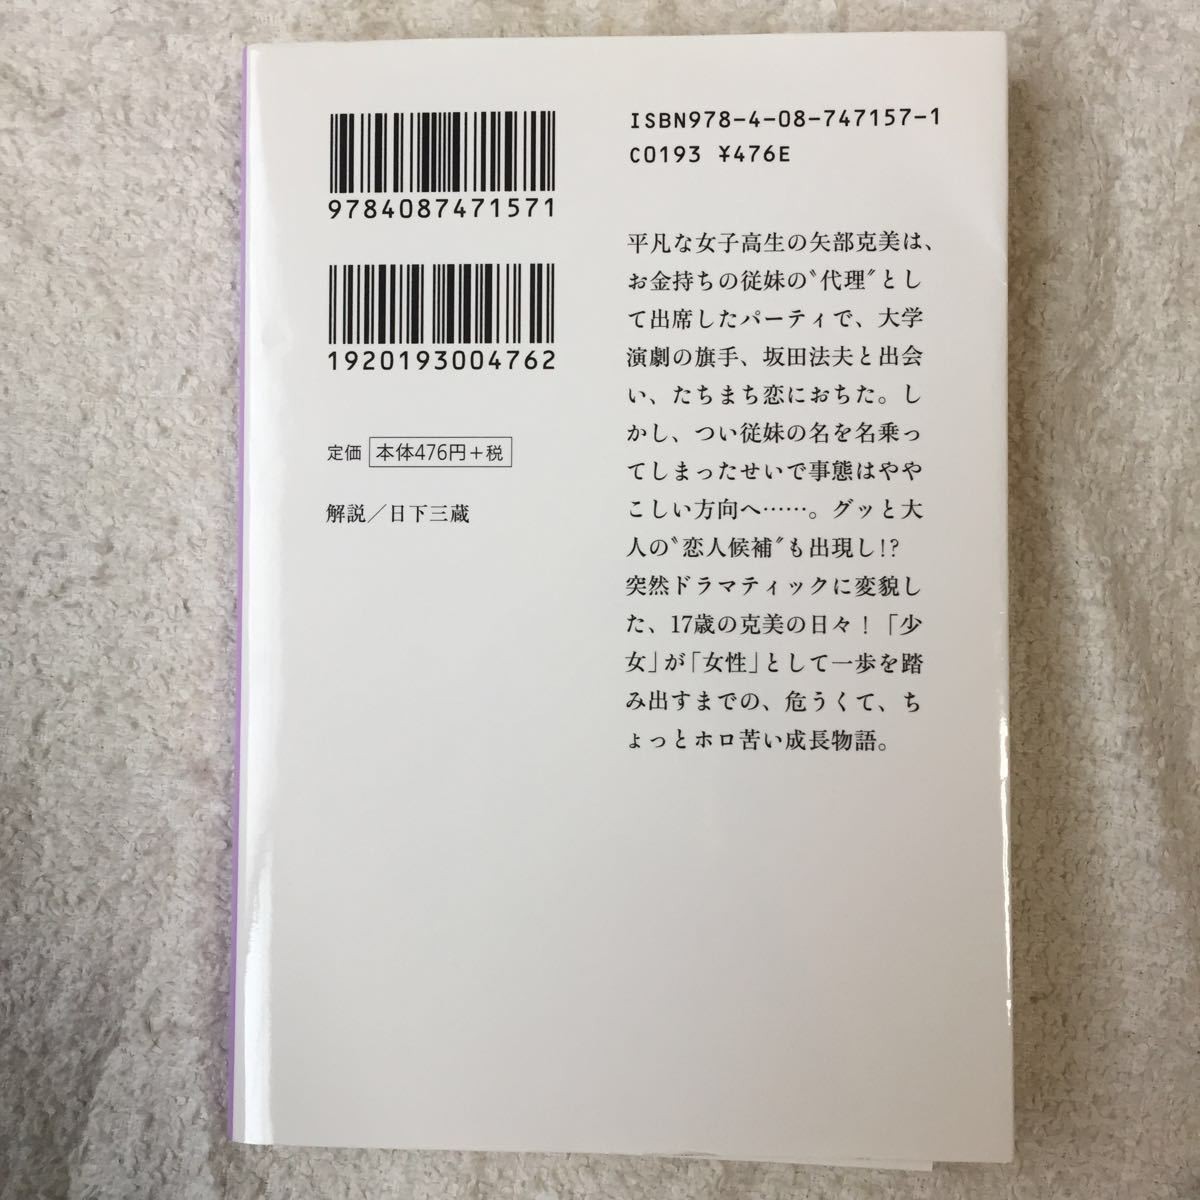 9784087471571
1920193004762
定価 本体476円+税
解説/日下三蔵
ISBN978-4-08-747157-1
C0193 ¥476E
平凡な女子高生の矢部克美は、
お金持ちの従妹の〝代理〟とし
て出席したパーティで、大学
演劇の旗手、坂田法夫と出会
い、たちまち恋におちた。し
かし、つい従妹の名を名乗っ
てしまったせいで事態はやや
こしい方向へ……。グッと大
人の〝恋人候補〟も出現し!?
突然ドラマティックに変貌し
た、17歳の克美の日々!「少
女」が「女性」として一歩を踏
み出すまでの、危うくて、ち
ょっとホロ苦い成長物語。